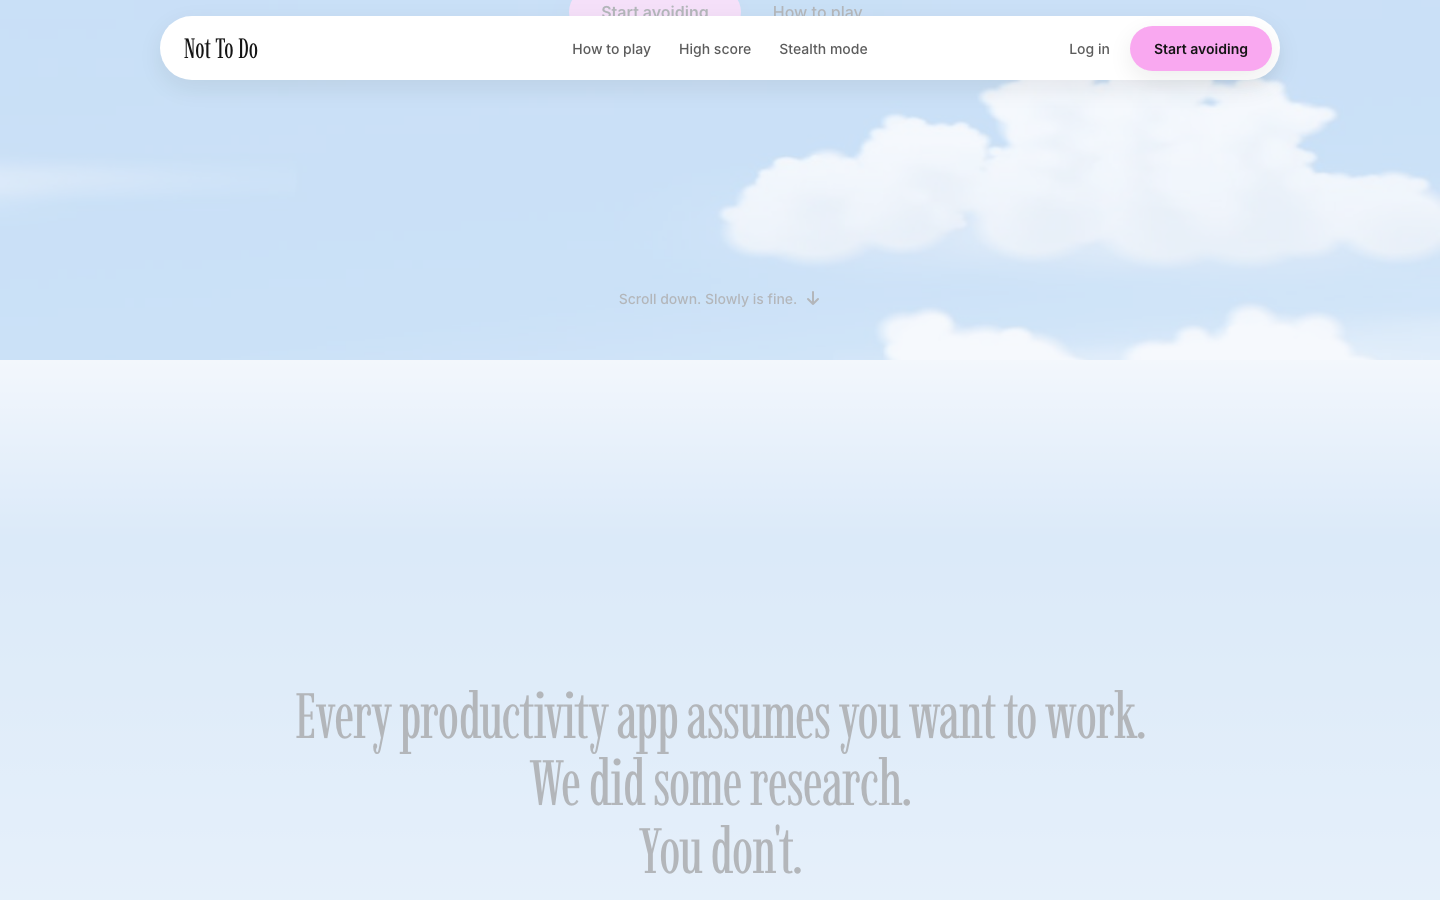 Start avoiding How to play
Not To Do How to play High score Stealth mode Log in Start avoiding
Scroll down. Slowly is fine.
Every productivity app assumes you want to work.
We did some research.
You don't.